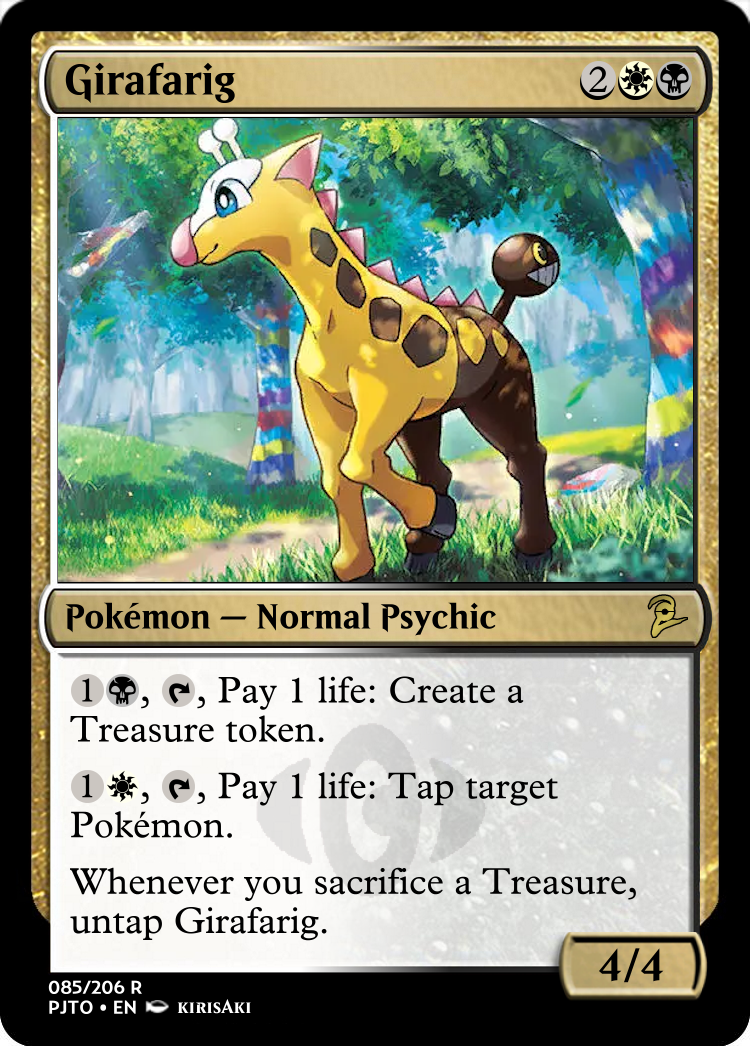 Girafarig 2
Pokémon — Normal Psychic
1, , Pay 1 life: Create a
Treasure token.
1, , Pay 1 life: Tap target
Pokémon.
Whenever you sacrifice a Treasure,
untap Girafarig.
4/4
085/206 R
PJTO • EN KIRISAKI